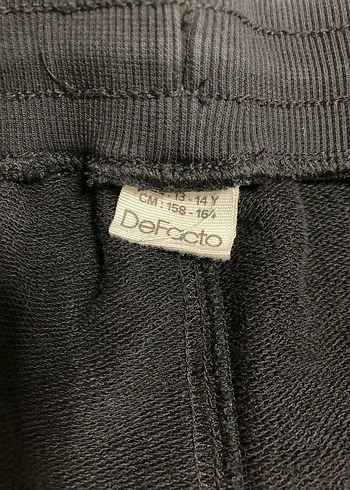 13 - 14 Y
CM : 158 - 164
DeFacto